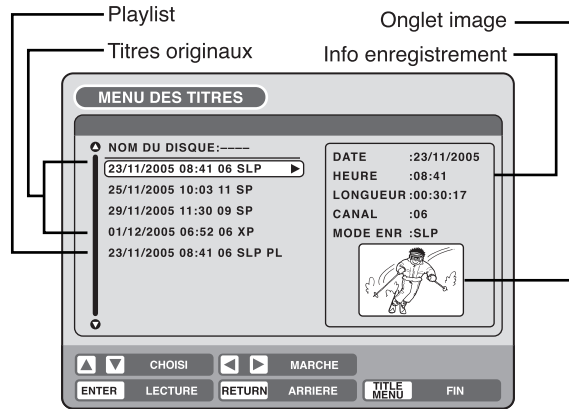 Playlist
Titres originaux
Onglet image
Info enregistrement
MENU DES TITRES
NOM DU DISQUE:----
23/11/2005 08:41 06 SLP
25/11/2005 10:03 11 SP
29/11/2005 11:30 09 SP
01/12/2005 06:52 06 XP
23/11/2005 08:41 06 SLP PL
DATE :23/11/2005
HEURE :08:41
LONGUEUR :00:30:17
CANAL :06
MODE ENR :SLP
CHOISI MARCHE
ENTER LECTURE RETURN ARRIERE TITLE MENU FIN